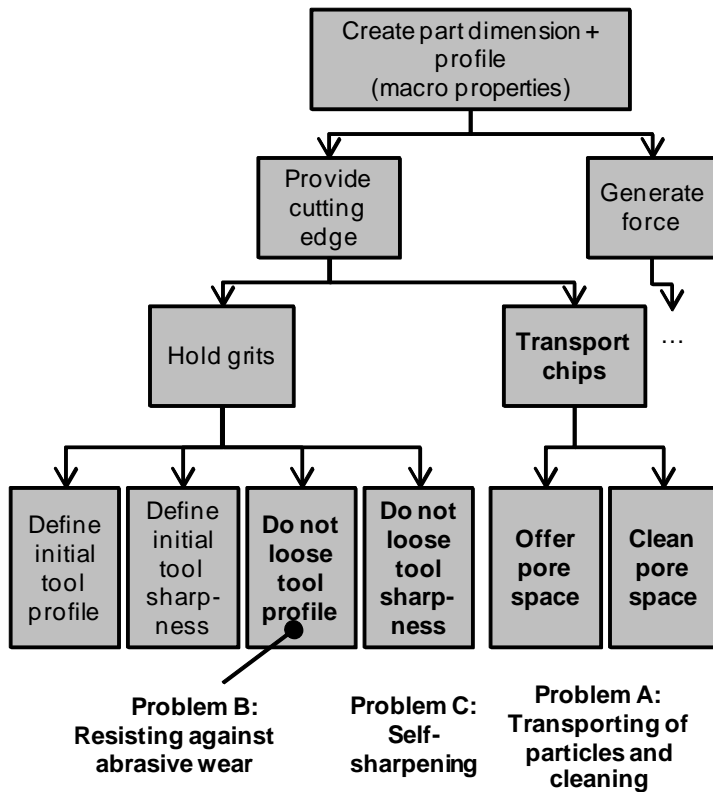 Create part dimension +
profile
(macro properties)
Provide
cutting
edge
Generate
force
Hold grits
Transport
chips
...
Define
initial
tool
profile
Define
initial
tool
sharp-
ness
Do not
loose
tool
profile
Do not
loose
tool
sharp-
ness
Offer
pore
space
Clean
pore
space
Problem B:
Resisting against
abrasive wear
Problem C:
Self-
sharpening
Problem A:
Transporting of
particles and
cleaning